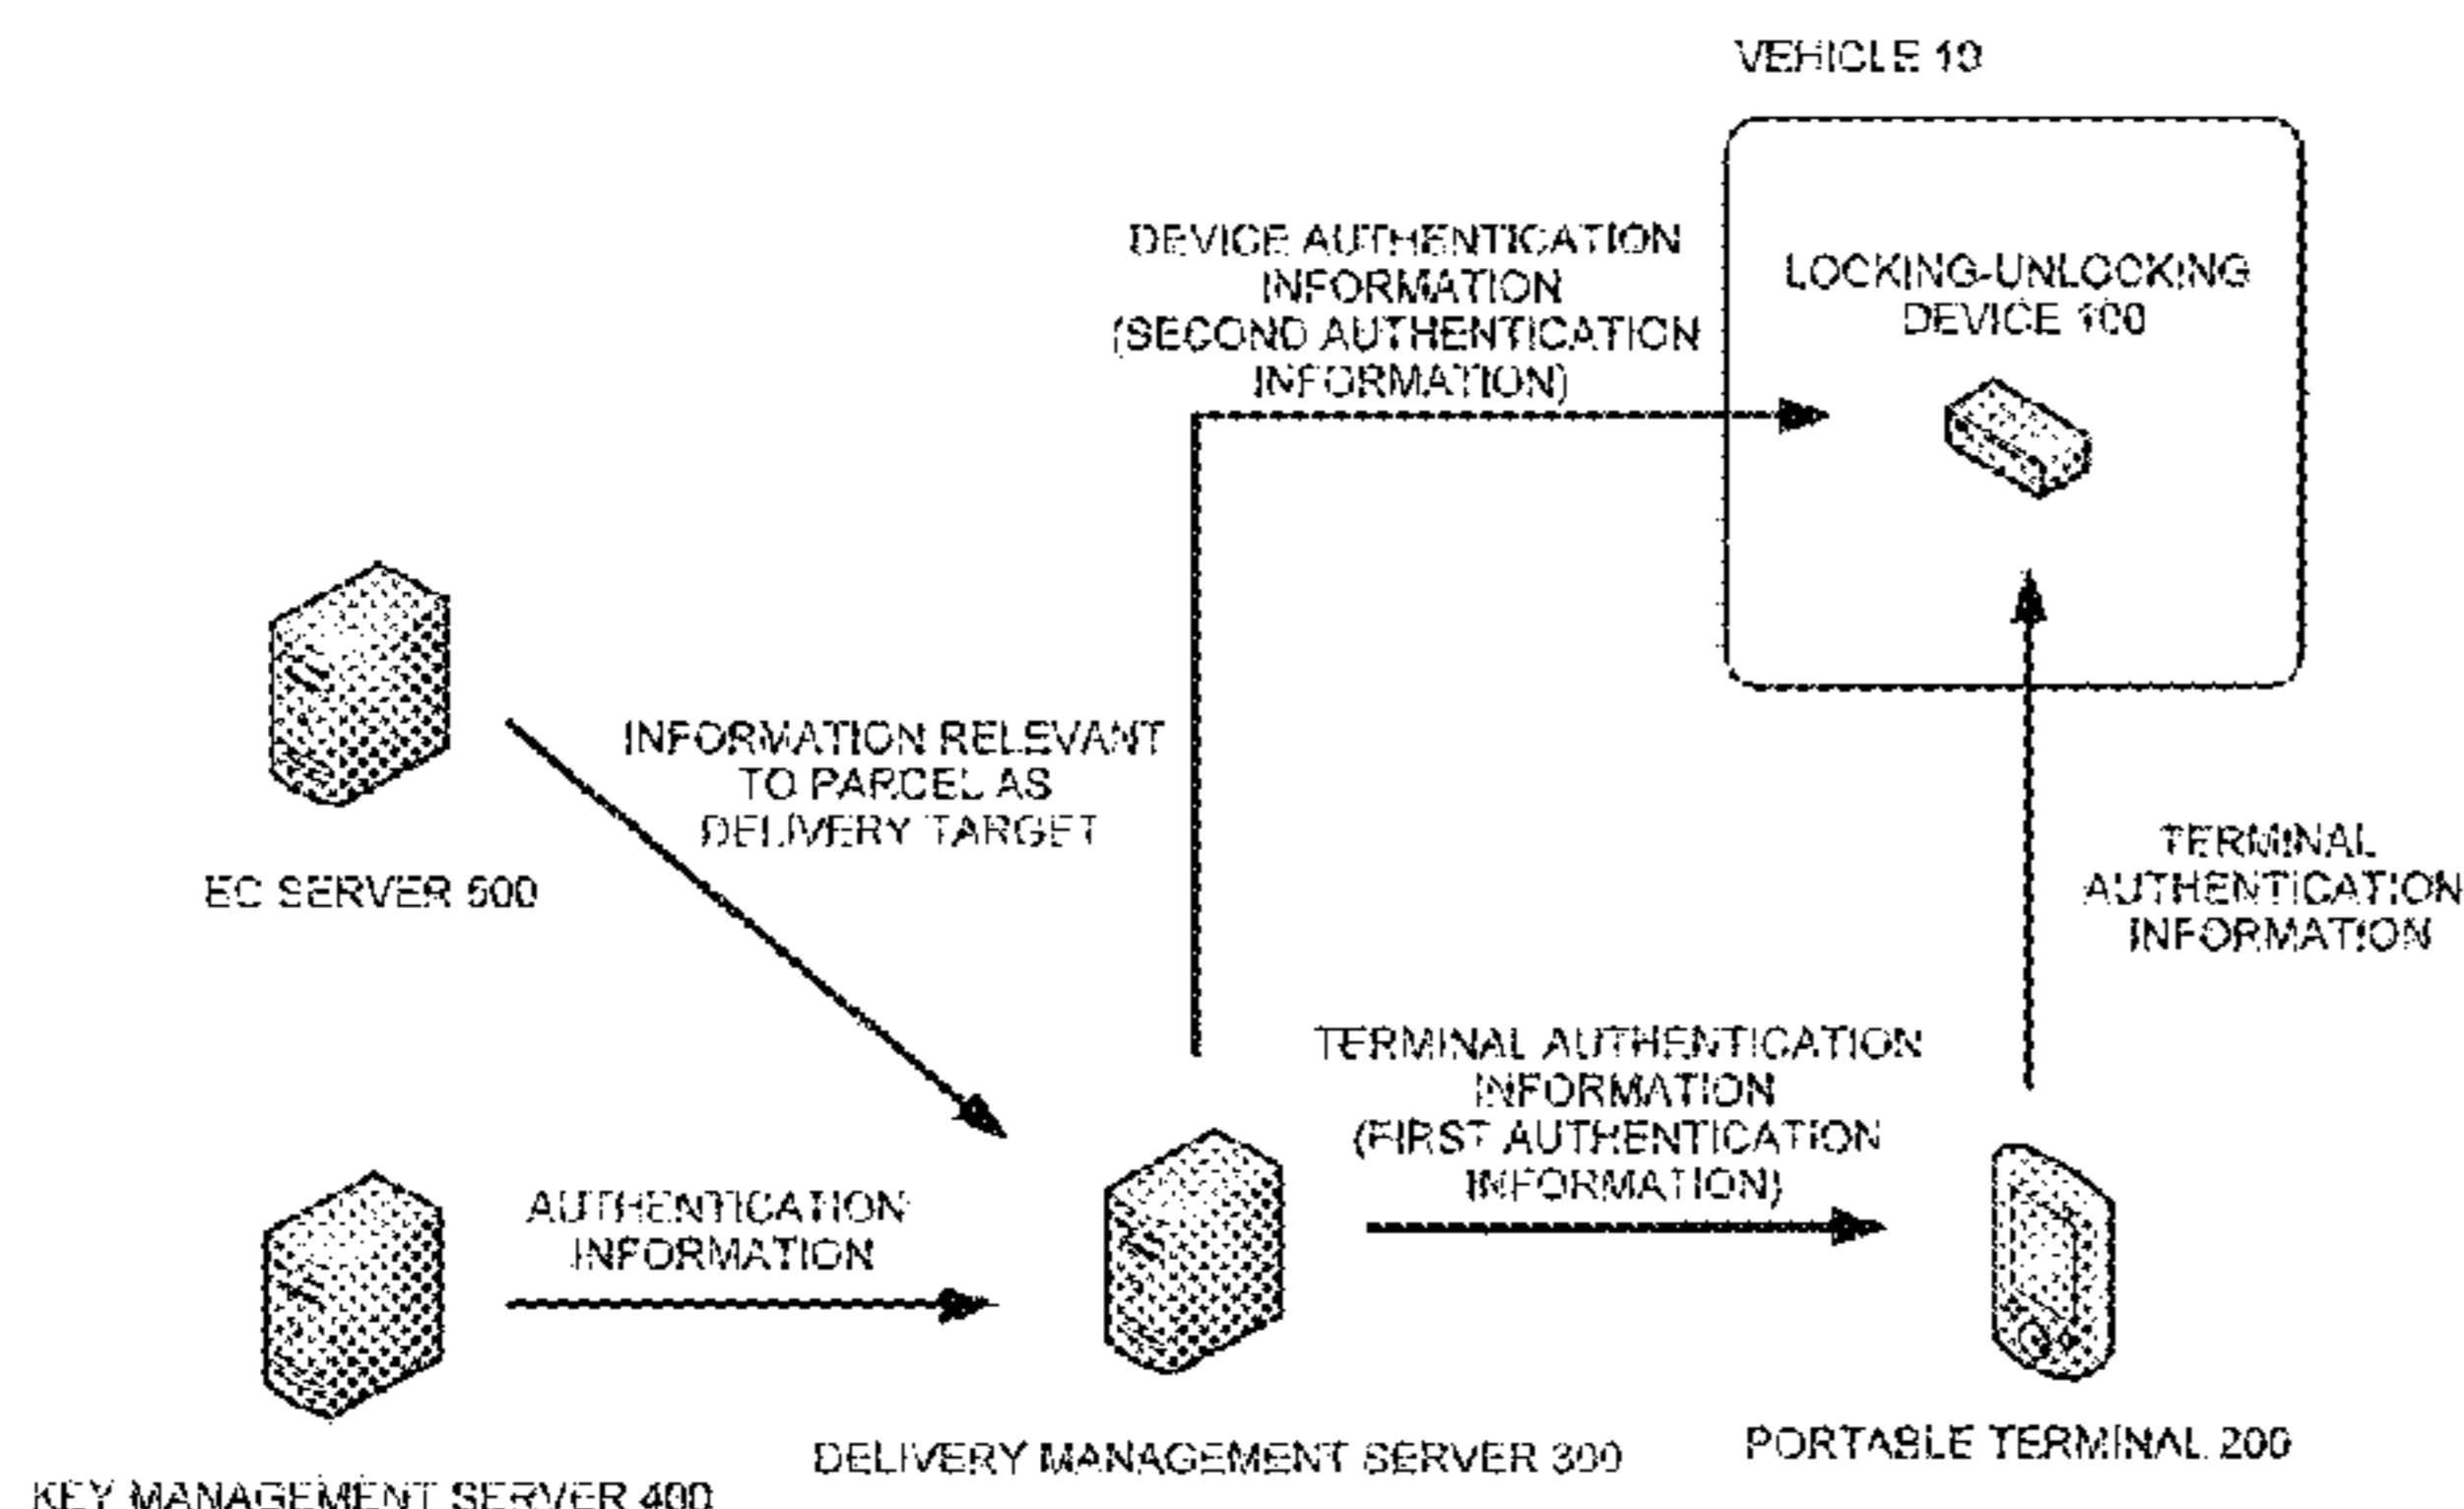 VEHICLE 10
DEVICE AUTHENTICATION
INFORMATION
(SECOND AUTHENTICATION
INFORMATION)
LOCKING-UNLOCKING
DEVICE 100
INFORMATION RELEVANT
TO PARCEL AS
DELIVERY TARGET
EC SERVER 500
TERMINAL
AUTHENTICATION
INFORMATION
TERMINAL AUTHENTICATION
INFORMATION
(FIRST AUTHENTICATION
INFORMATION)
AUTHENTICATION
INFORMATION
DELIVERY MANAGEMENT SERVER 300
PORTABLE TERMINAL 200
KEY MANAGEMENT SERVER 400